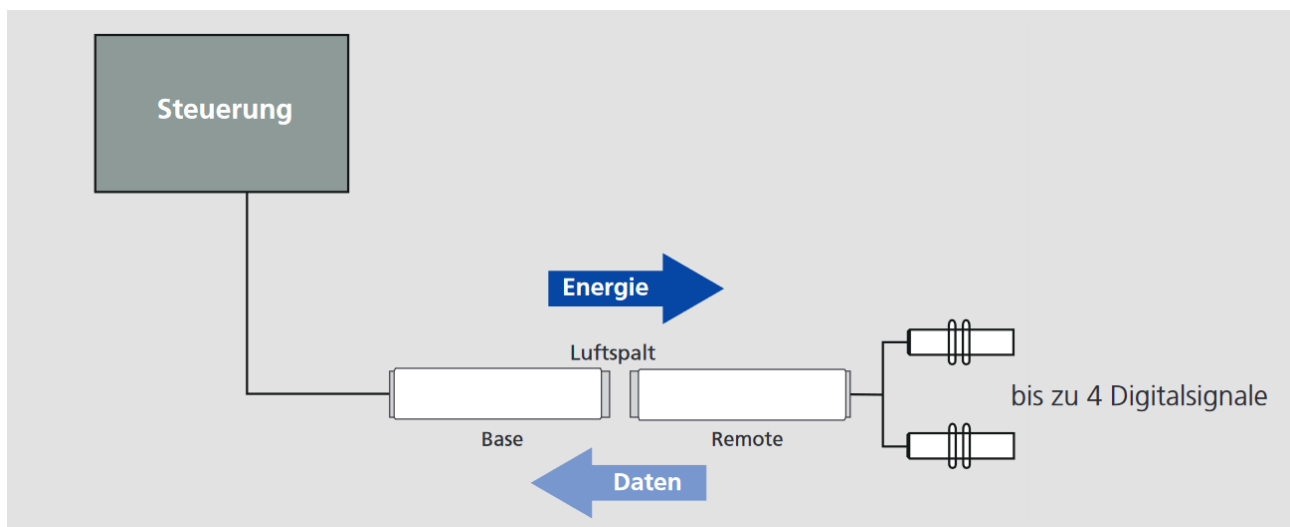 Steuerung
Energie
Luftspalt
bis zu 4 Digitalsignale
Base
Remote
Daten